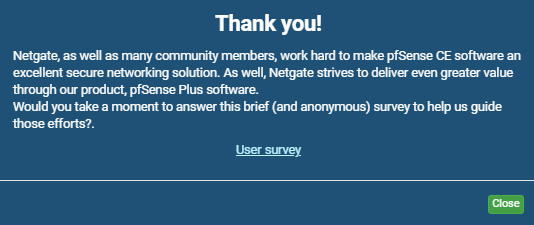 Thank you!
Netgate, as well as many community members, work hard to make pfSense CE software an
excellent secure networking solution. As well, Netgate strives to deliver even greater value
through our product, pfSense Plus software.
Would you take a moment to answer this brief (and anonymous) survey to help us guide
those efforts?.
User survey
Close